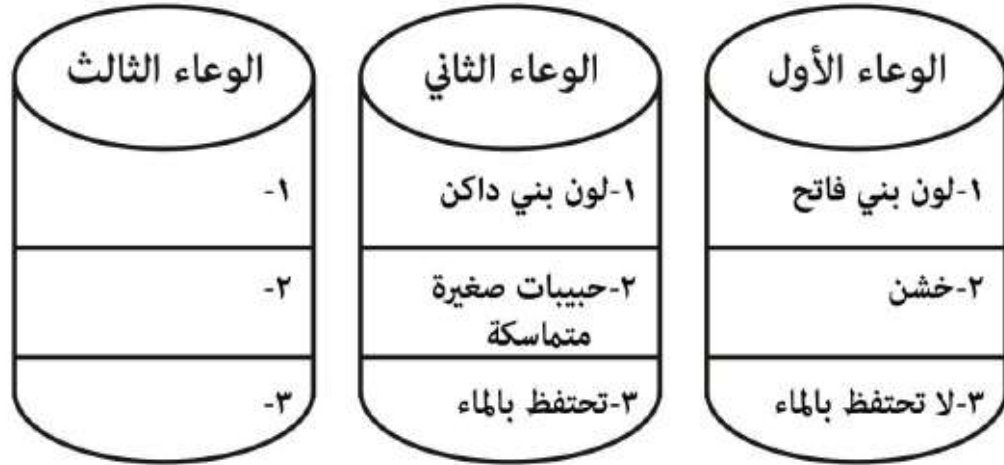 الوعاء الأول
١-لون بني فاتح
٢-خشن
٣-لا تحتفظ بالماء
الوعاء الثاني
١-لون بني داكن
٢-حبيبات صغيرة
متماسكة
٣-تحتفظ بالماء
الوعاء الثالث
١-
٢-
٣-